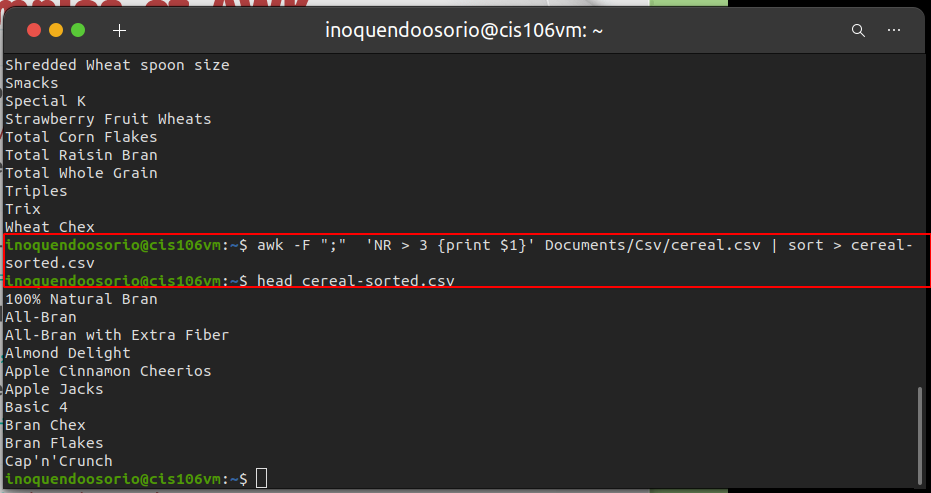 inoquendoosorio@cis106vm: ~
Shredded Wheat spoon size
Smacks
Special K
Strawberry Fruit Wheats
Total Corn Flakes
Total Raisin Bran
Total Whole Grain
Triples
Trix
Wheat Chex
inoquendoosorio@cis106vm:~$ awk -F ";"  'NR > 3 {print $1}' Documents/Csv/cereal.csv | sort > cereal-
sorted.csv
inoquendoosorio@cis106vm:~$ head cereal-sorted.csv
100% Natural Bran
All-Bran
All-Bran with Extra Fiber
Almond Delight
Apple Cinnamon Cheerios
Apple Jacks
Basic 4
Bran Chex
Bran Flakes
Cap'n'Crunch
inoquendoosorio@cis106vm:~$